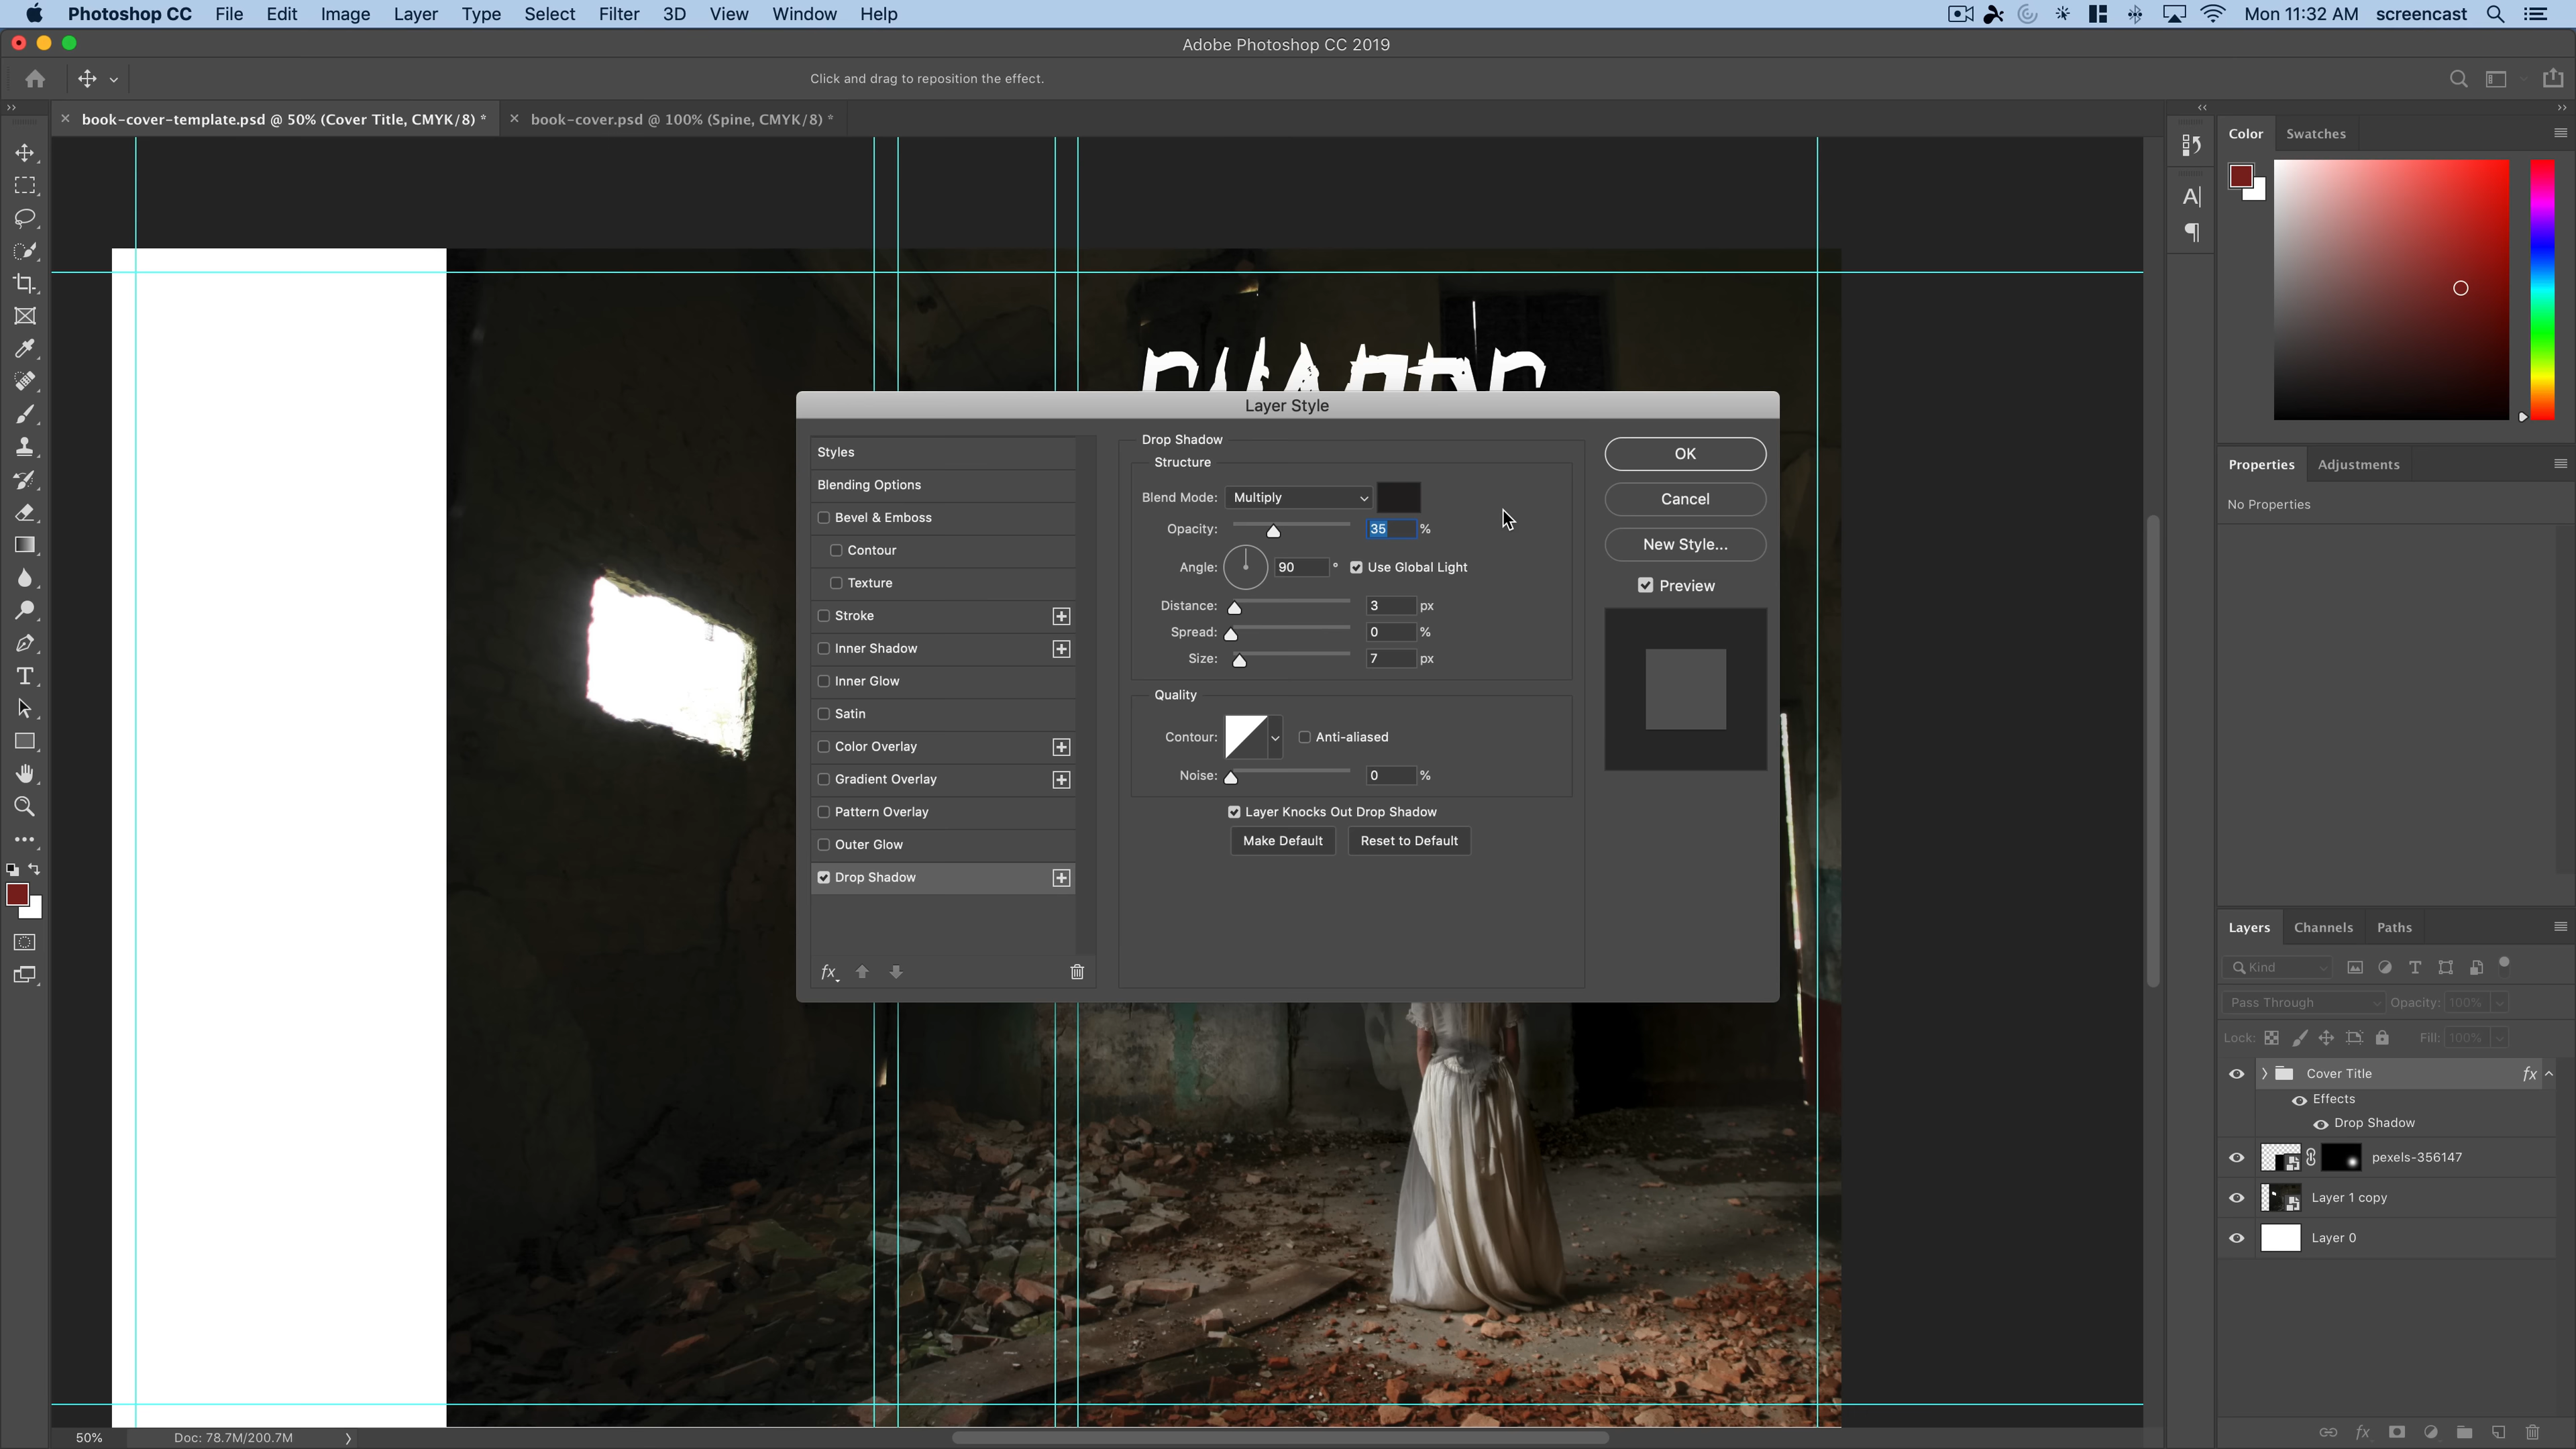 Photoshop CC File Edit Image Layer Type Select Filter 3D View Window Help Mon 11:32 AM screencast
Adobe Photoshop CC 2019
Click and drag to reposition the effect.
book-cover-template.psd @ 50% (Cover Title, CMYK/8) * book-cover.psd @ 100% (Spine, CMYK/8) *
Color Swatches
Layer Style
Styles
Blending Options
Bevel & Emboss
Contour
Texture
Stroke
Inner Shadow
Inner Glow
Satin
Color Overlay
Gradient Overlay
Pattern Overlay
Outer Glow
Drop Shadow
fx
Drop Shadow
Structure
Blend Mode: Multiply
Opacity: 35 %
Angle: 90 ° Use Global Light
Distance: 3 px
Spread: 0 %
Size: 7 px
Quality
Contour: Anti-aliased
Noise: 0 %
Layer Knocks Out Drop Shadow
Make Default Reset to Default
OK
Cancel
New Style...
Preview
Properties Adjustments
No Properties
Layers Channels Paths
Kind
Pass Through Opacity: 100%
Lock: Fill: 100%
Cover Title fx
Effects
Drop Shadow
pexels-356147
Layer 1 copy
Layer 0
fx
50% Doc: 78.7M/200.7M